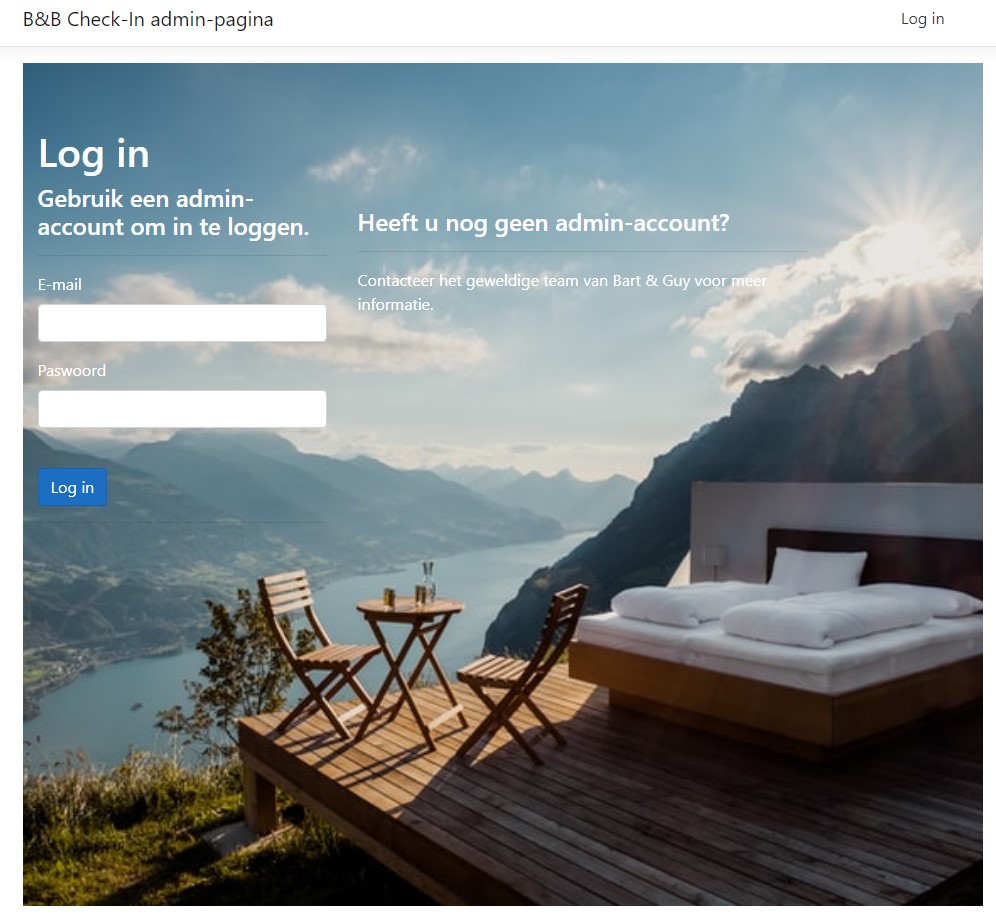 B&B Check-In admin-pagina
Log in
Log in
Gebruik een admin-
account om in te loggen.
E-mail
Paswoord
Log in
Heeft u nog geen admin-account?
Contacteer het geweldige team van Bart & Guy voor meer
informatie.